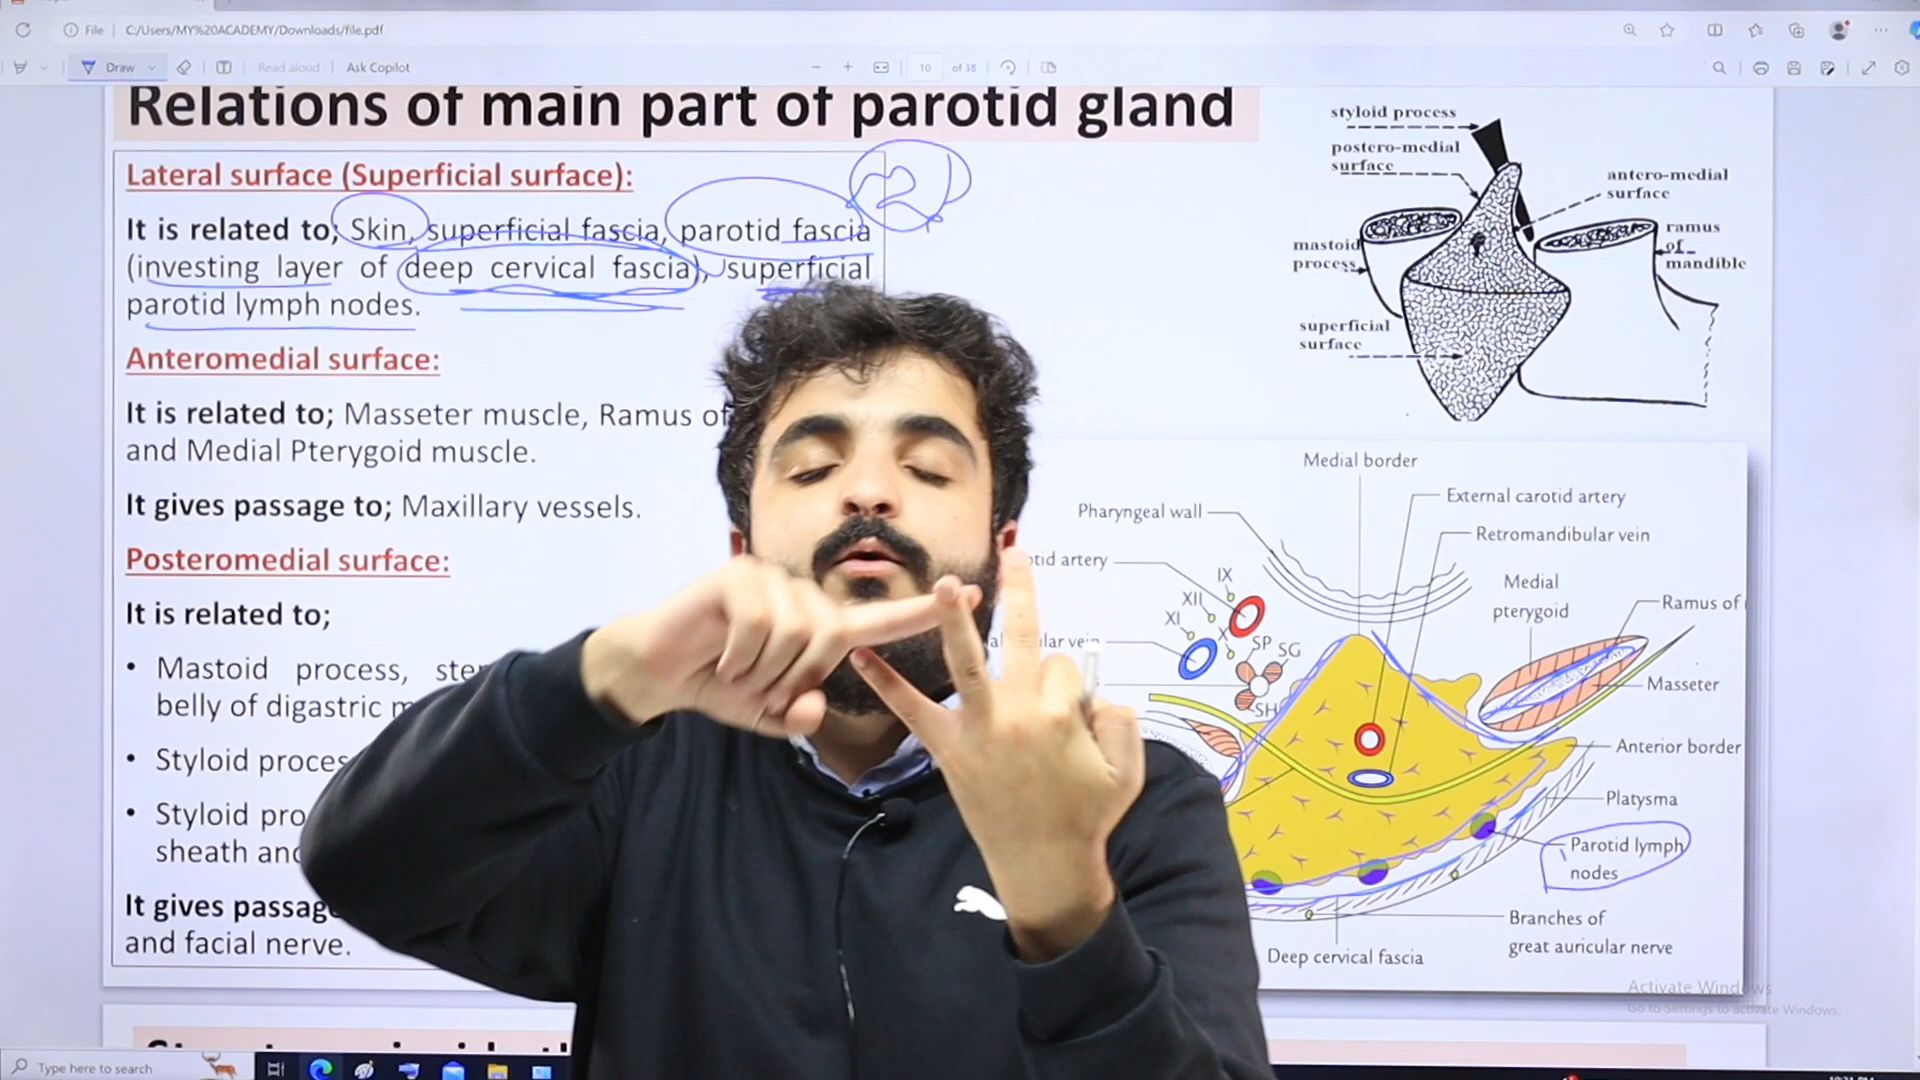 File
C:/Users/MY%20ACADEMY/Downloads/file.pdf
Draw
Read aloud
Ask Copilot
10
of 38
Relations of main part of parotid gland
Lateral surface (Superficial surface):
It is related to; Skin, superficial fascia, parotid fascia
(investing layer of deep cervical fascia), superficial
parotid lymph nodes.
Anteromedial surface:
It is related to; Masseter muscle, Ramus of
and Medial Pterygoid muscle.
It gives passage to; Maxillary vessels.
Posteromedial surface:
It is related to;
• Mastoid process,
belly of digastric
• Styloid
• Styloid
sheath
It gives
and facial nerve.
styloid process
postero-medial
surface
antero-medial
surface
mastoid
process
ramus
of
mandible
superficial
surface
Medial border
External carotid artery
Pharyngeal wall
Retromandibular vein
artery
IX
Medial
pterygoid
XII
Ramus of
XI
X
SP
SG
Masseter
SH
Anterior border
Platysma
Parotid lymph
nodes
Branches of
great auricular nerve
Deep cervical fascia
Activate Windows
Go to Settings to activate Windows.
Type here to search